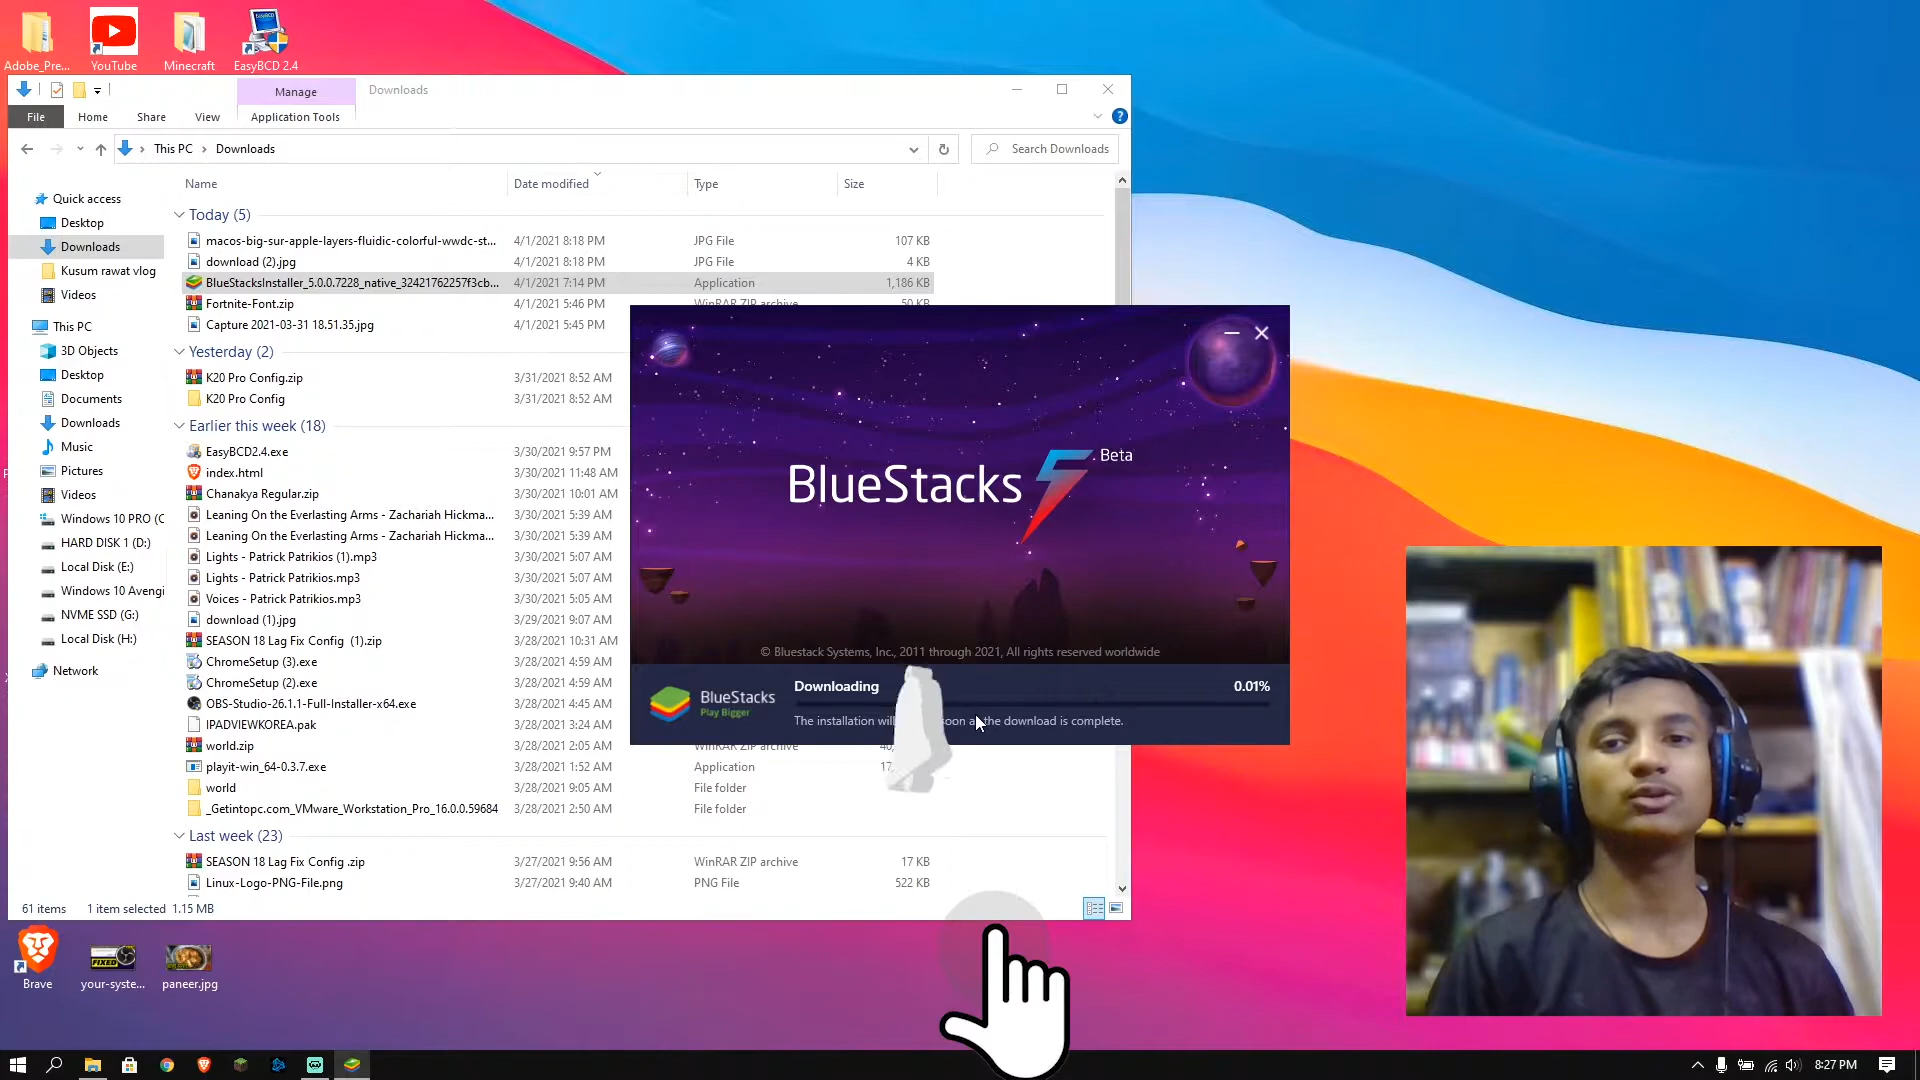 Adobe_Pre...
YouTube
Minecraft
EasyBCD 2.4
Manage
Downloads
File
Home
Share
View
Application Tools
This PC
Downloads
Search Downloads
Name
Date modified
Type
Size
Quick access
Desktop
Downloads
Kusum rawat vlog
Videos
This PC
3D Objects
Desktop
Documents
Downloads
Music
Pictures
Videos
Windows 10 PRO (C
HARD DISK 1 (D:)
Local Disk (E:)
Windows 10 Avengi
NVME SSD (G:)
Local Disk (H:)
Network
Today (5)
macos-big-sur-apple-layers-fluidic-colorful-wwdc-st... 4/1/2021 8:18 PM JPG File 107 KB
download (2).jpg 4/1/2021 8:18 PM JPG File 4 KB
BlueStacksInstaller_5.0.0.7228_native_32421762257f3cb... 4/1/2021 7:14 PM Application 1,186 KB
Fortnite-Font.zip 4/1/2021 5:46 PM WinRAR ZIP archive 50 KB
Capture 2021-03-31 18.51.35.jpg 4/1/2021 5:45 PM
Yesterday (2)
K20 Pro Config.zip 3/31/2021 8:52 AM
K20 Pro Config 3/31/2021 8:52 AM
Earlier this week (18)
EasyBCD2.4.exe 3/30/2021 9:57 PM
index.html 3/30/2021 11:48 AM
Chanakya Regular.zip 3/30/2021 10:01 AM
Leaning On the Everlasting Arms - Zachariah Hickma... 3/30/2021 5:39 AM
Leaning On the Everlasting Arms - Zachariah Hickma... 3/30/2021 5:39 AM
Lights - Patrick Patrikios (1).mp3 3/30/2021 5:07 AM
Lights - Patrick Patrikios.mp3 3/30/2021 5:07 AM
Voices - Patrick Patrikios.mp3 3/30/2021 5:05 AM
download (1).jpg 3/29/2021 9:07 AM
SEASON 18 Lag Fix Config (1).zip 3/28/2021 10:31 AM
ChromeSetup (3).exe 3/28/2021 4:59 AM
ChromeSetup (2).exe 3/28/2021 4:59 AM
OBS-Studio-26.1.1-Full-Installer-x64.exe 3/28/2021 4:45 AM
IPADVIEWKOREA.pak 3/28/2021 3:24 AM
world.zip 3/28/2021 2:05 AM WinRAR ZIP archive
playit-win_64-0.3.7.exe 3/28/2021 1:52 AM Application 17,
world 3/28/2021 9:05 AM File folder
_Getintopc.com_VMware_Workstation_Pro_16.0.0.59684 3/28/2021 2:50 AM File folder
Last week (23)
SEASON 18 Lag Fix Config .zip 3/27/2021 9:56 AM WinRAR ZIP archive 17 KB
Linux-Logo-PNG-File.png 3/27/2021 9:40 AM PNG File 522 KB
61 items 1 item selected 1.15 MB
BlueStacks 5 Beta
© Bluestack Systems, Inc., 2011 through 2021, All rights reserved worldwide
BlueStacks
Play Bigger
Downloading 0.01%
The installation will soon a the download is complete.
Brave
FIXED
your-syste...
paneer.jpg
8:27 PM